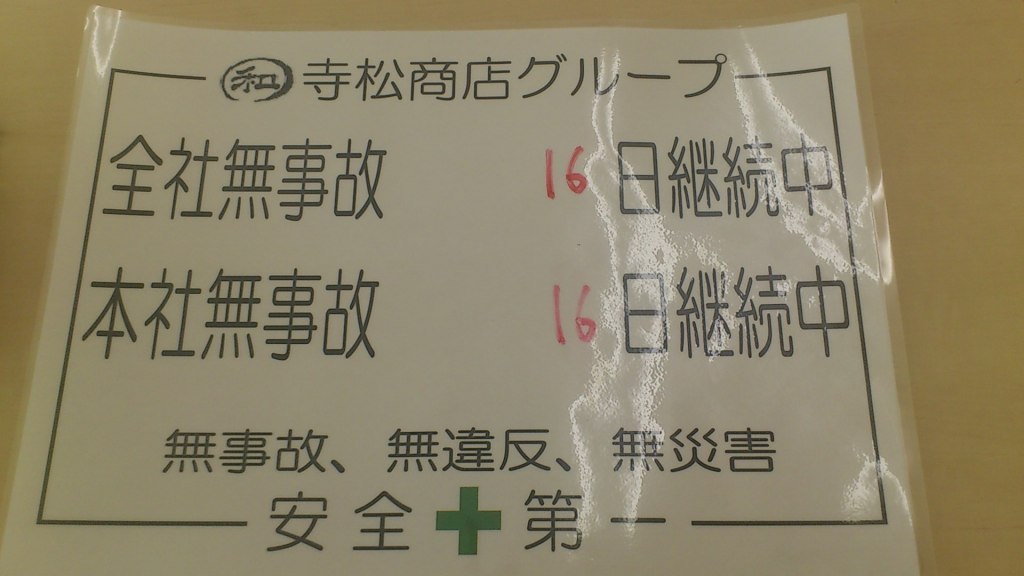 和 寺松商店グループ
全社無事故 16 日継続中
本社無事故 16 日継続中
無事故、無違反、無災害
安全第一